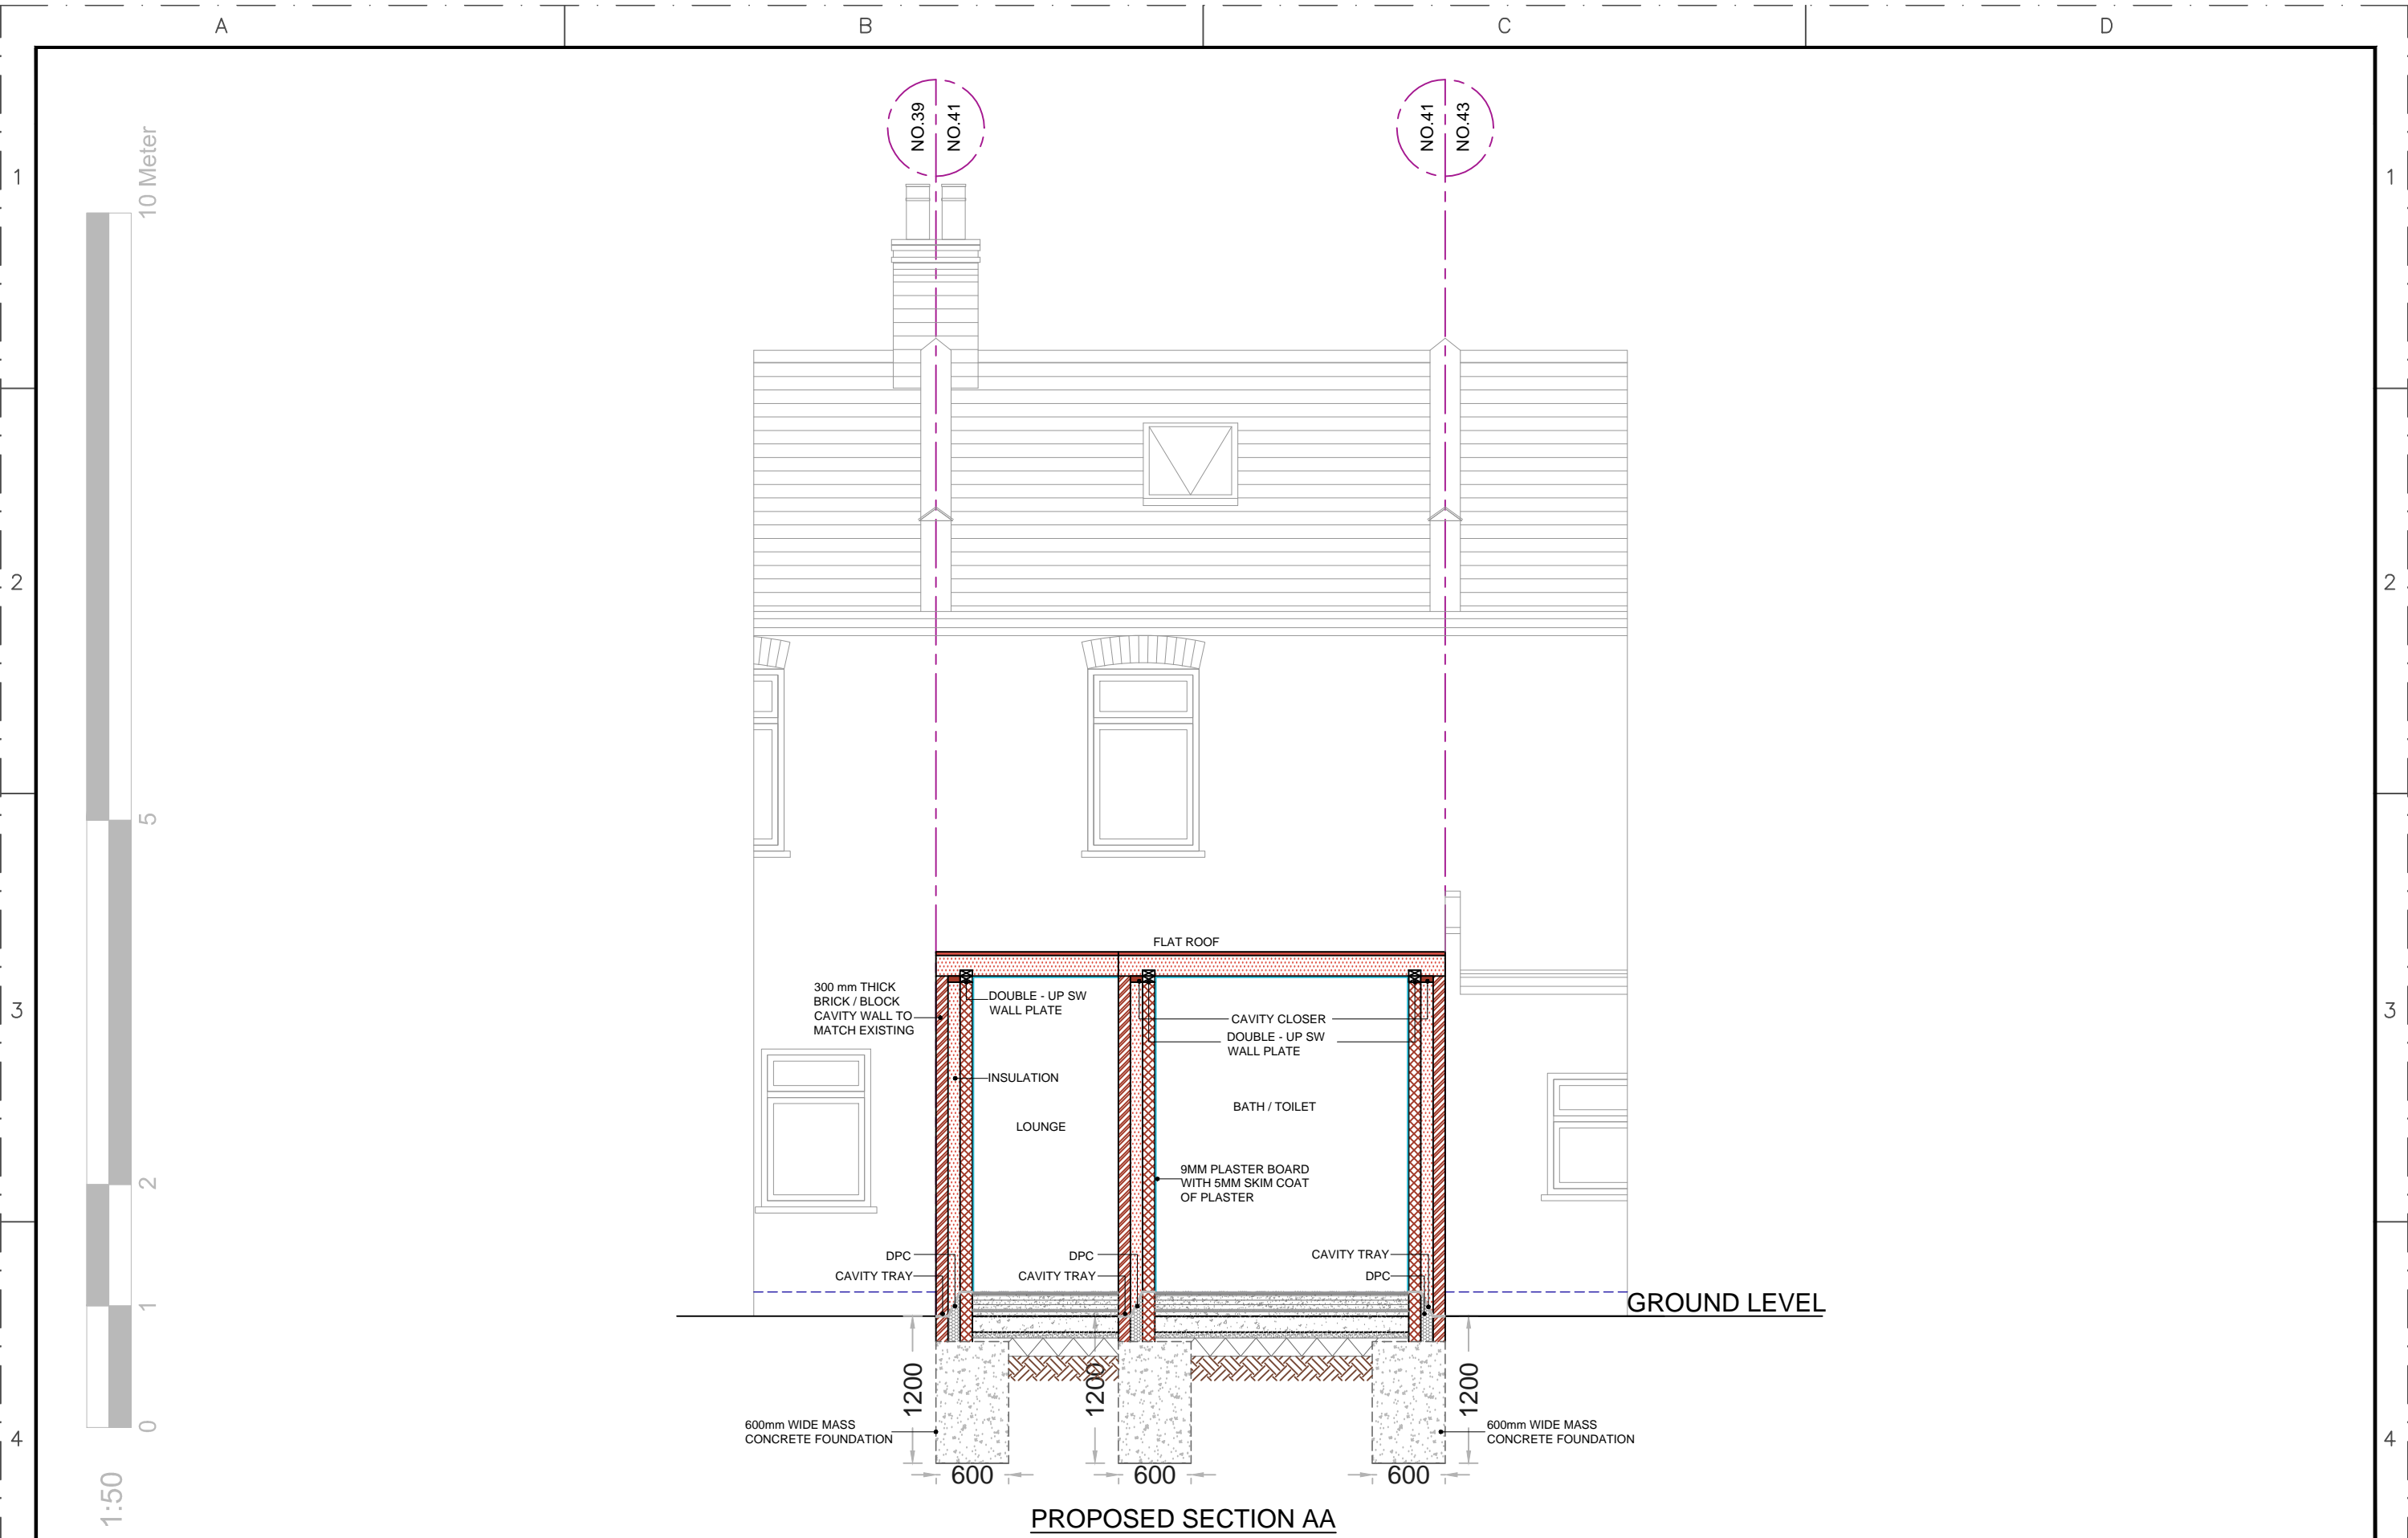 A
B
C
D
1
1
2
2
3
3
4
4
10 Meter
5
2
1
0
1:50
NO.39
NO.41
NO.41
NO.43
FLAT ROOF
300 mm THICK
BRICK / BLOCK
CAVITY WALL TO
MATCH EXISTING
DOUBLE - UP SW
WALL PLATE
CAVITY CLOSER
DOUBLE - UP SW
WALL PLATE
INSULATION
LOUNGE
BATH / TOILET
9MM PLASTER BOARD
WITH 5MM SKIM COAT
OF PLASTER
DPC
CAVITY TRAY
DPC
CAVITY TRAY
CAVITY TRAY
DPC
GROUND LEVEL
1200
1200
1200
600mm WIDE MASS
CONCRETE FOUNDATION
600mm WIDE MASS
CONCRETE FOUNDATION
600
600
600
PROPOSED SECTION AA